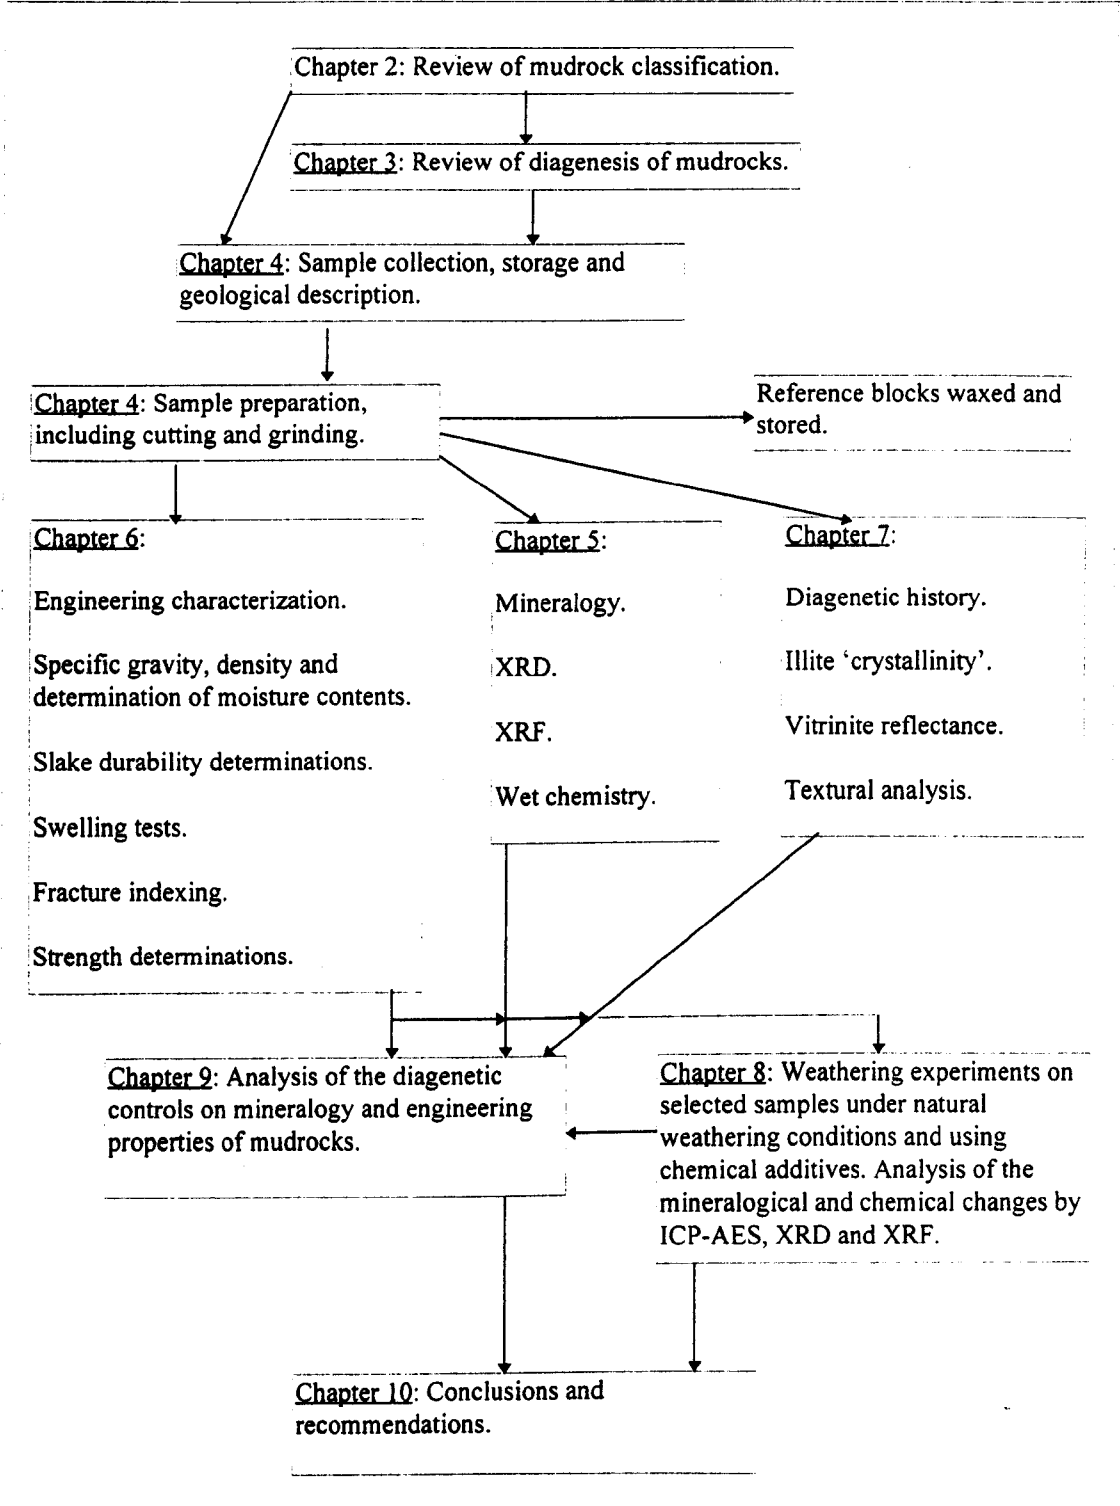 Chapter 2: Review of mudrock classification.
Chapter 3: Review of diagenesis of mudrocks.
Chapter 4: Sample collection, storage and
geological description.
Chapter 4: Sample preparation,
including cutting and grinding.
Reference blocks waxed and
stored.
Chapter 6:
Engineering characterization.
Specific gravity, density and
determination of moisture contents.
Slake durability determinations.
Swelling tests.
Fracture indexing.
Strength determinations.
Chapter 5:
Mineralogy.
XRD.
XRF.
Wet chemistry.
Chapter 7:
Diagenetic history.
Illite ‘crystallinity’.
Vitrinite reflectance.
Textural analysis.
Chapter 9: Analysis of the diagenetic
controls on mineralogy and engineering
properties of mudrocks.
Chapter 8: Weathering experiments on
selected samples under natural
weathering conditions and using
chemical additives. Analysis of the
mineralogical and chemical changes by
ICP-AES, XRD and XRF.
Chapter 10: Conclusions and
recommendations.